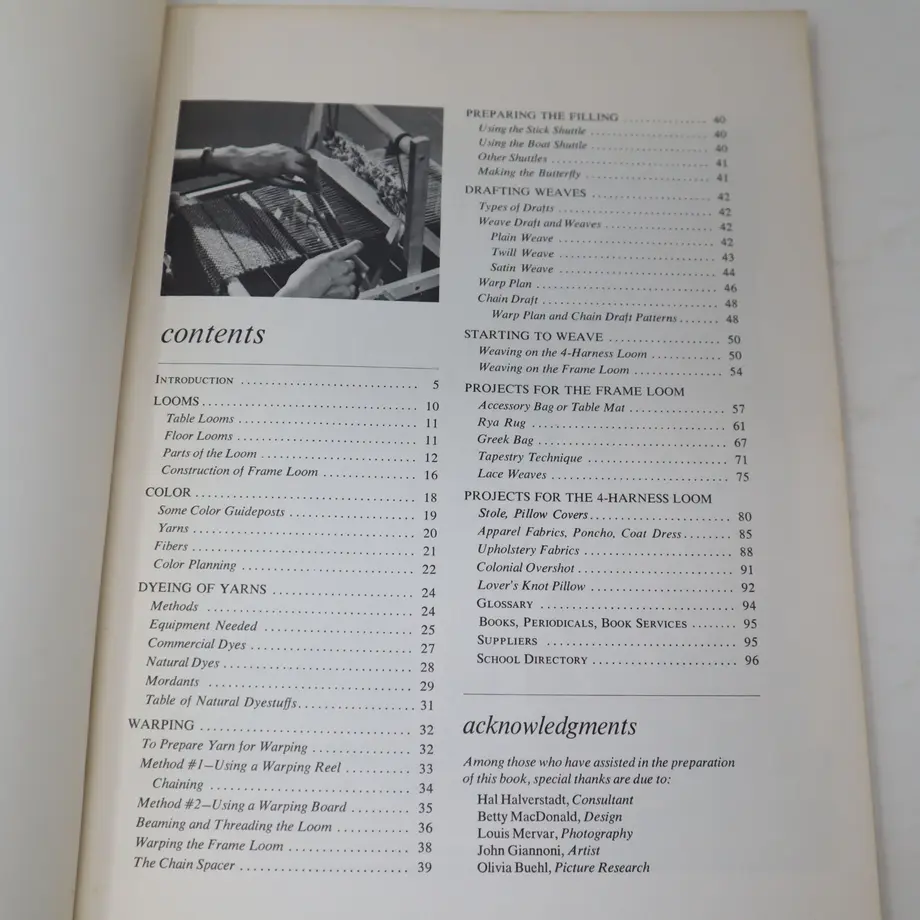 contents
INTRODUCTION .......... 5
LOOMS .......... 10
Table Looms .......... 11
Floor Looms .......... 11
Parts of the Loom .......... 12
Construction of Frame Loom .......... 16
COLOR .......... 18
Some Color Guideposts .......... 19
Yarns .......... 20
Fibers .......... 21
Color Planning .......... 22
DYEING OF YARNS .......... 24
Methods .......... 24
Equipment Needed .......... 25
Commercial Dyes .......... 27
Natural Dyes .......... 28
Mordants .......... 29
Table of Natural Dyestuffs .......... 31
WARPING .......... 32
To Prepare Yarn for Warping .......... 32
Method #1—Using a Warping Reel .......... 33
Chaining .......... 34
Method #2—Using a Warping Board .......... 35
Beaming and Threading the Loom .......... 36
Warping the Frame Loom .......... 38
The Chain Spacer .......... 39
PREPARING THE FILLING .......... 40
Using the Stick Shuttle .......... 40
Using the Boat Shuttle .......... 40
Other Shuttles .......... 41
Making the Butterfly .......... 41
DRAFTING WEAVES .......... 42
Types of Drafts .......... 42
Weave Draft and Weaves .......... 42
Plain Weave .......... 42
Twill Weave .......... 43
Satin Weave .......... 44
Warp Plan .......... 46
Chain Draft .......... 48
Warp Plan and Chain Draft Patterns .......... 48
STARTING TO WEAVE .......... 50
Weaving on the 4-Harness Loom .......... 50
Weaving on the Frame Loom .......... 54
PROJECTS FOR THE FRAME LOOM
Accessory Bag or Table Mat .......... 57
Rya Rug .......... 61
Greek Bag .......... 67
Tapestry Technique .......... 71
Lace Weaves .......... 75
PROJECTS FOR THE 4-HARNESS LOOM
Stole, Pillow Covers .......... 80
Apparel Fabrics, Poncho, Coat Dress .......... 85
Upholstery Fabrics .......... 88
Colonial Overshot .......... 91
Lover's Knot Pillow .......... 92
GLOSSARY .......... 94
BOOKS, PERIODICALS, BOOK SERVICES .......... 95
SUPPLIERS .......... 95
SCHOOL DIRECTORY .......... 96
acknowledgments
Among those who have assisted in the preparation
of this book, special thanks are due to:
Hal Halverstadt, Consultant
Betty MacDonald, Design
Louis Mervar, Photography
John Giannoni, Artist
Olivia Buehl, Picture Research